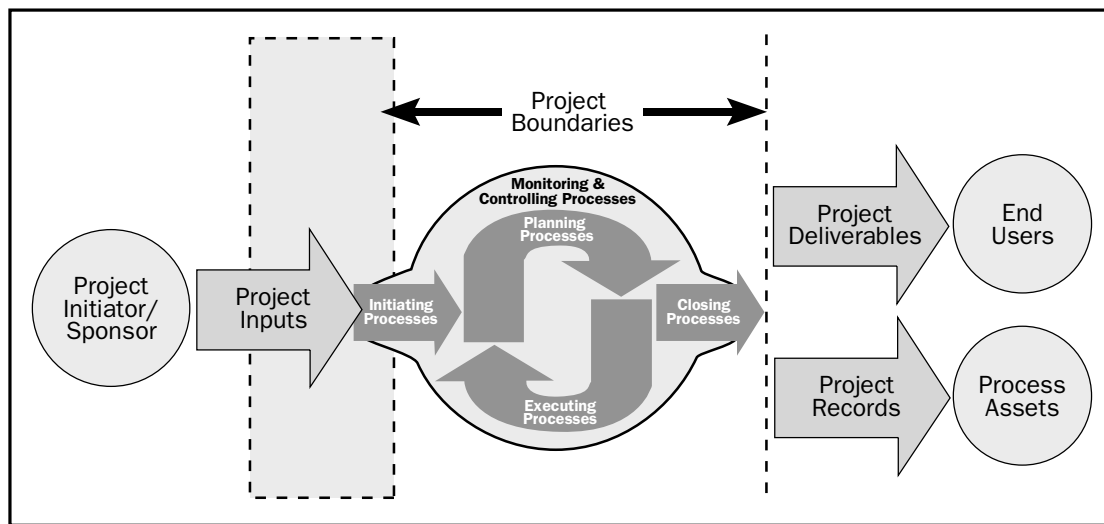 Project
Boundaries
Monitoring &
Controlling Processes
Planning
Processes
Project
Initiator/
Sponsor
Project
Inputs
Initiating
Processes
Closing
Processes
Executing
Processes
Project
Deliverables
End
Users
Project
Records
Process
Assets